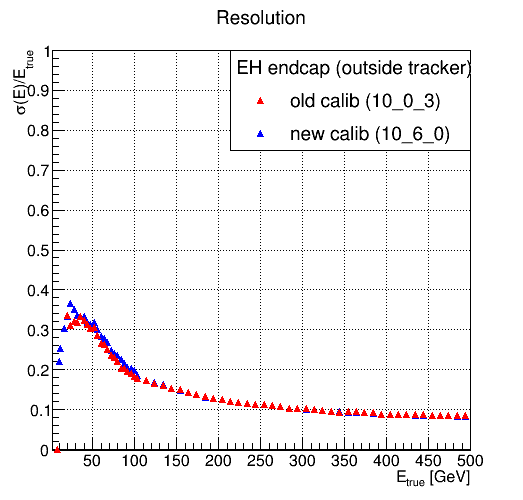 Resolution
σ(E)/E_true
EH endcap (outside tracker)
old calib (10_0_3)
new calib (10_6_0)
1
0.9
0.8
0.7
0.6
0.5
0.4
0.3
0.2
0.1
0
50 100 150 200 250 300 350 400 450 500
E_true [GeV]